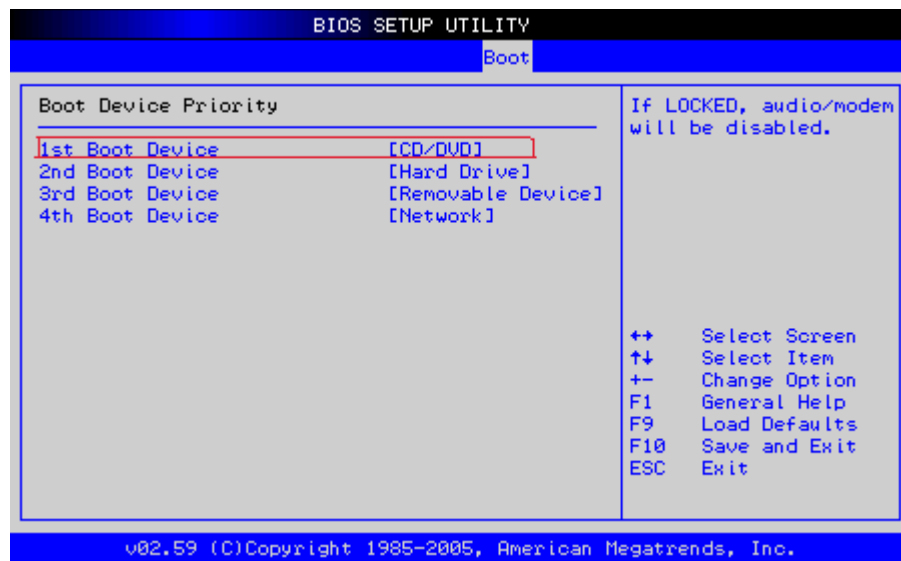 BIOS SETUP UTILITY
Boot
Boot Device Priority
1st Boot Device [CD/DVD]
2nd Boot Device [Hard Drive]
3rd Boot Device [Removable Device]
4th Boot Device [Network]
If LOCKED, audio/modem
will be disabled.
↔ Select Screen
↑↓ Select Item
+- Change Option
F1 General Help
F9 Load Defaults
F10 Save and Exit
ESC Exit
v02.59 (C)Copyright 1985-2005, American Megatrends, Inc.